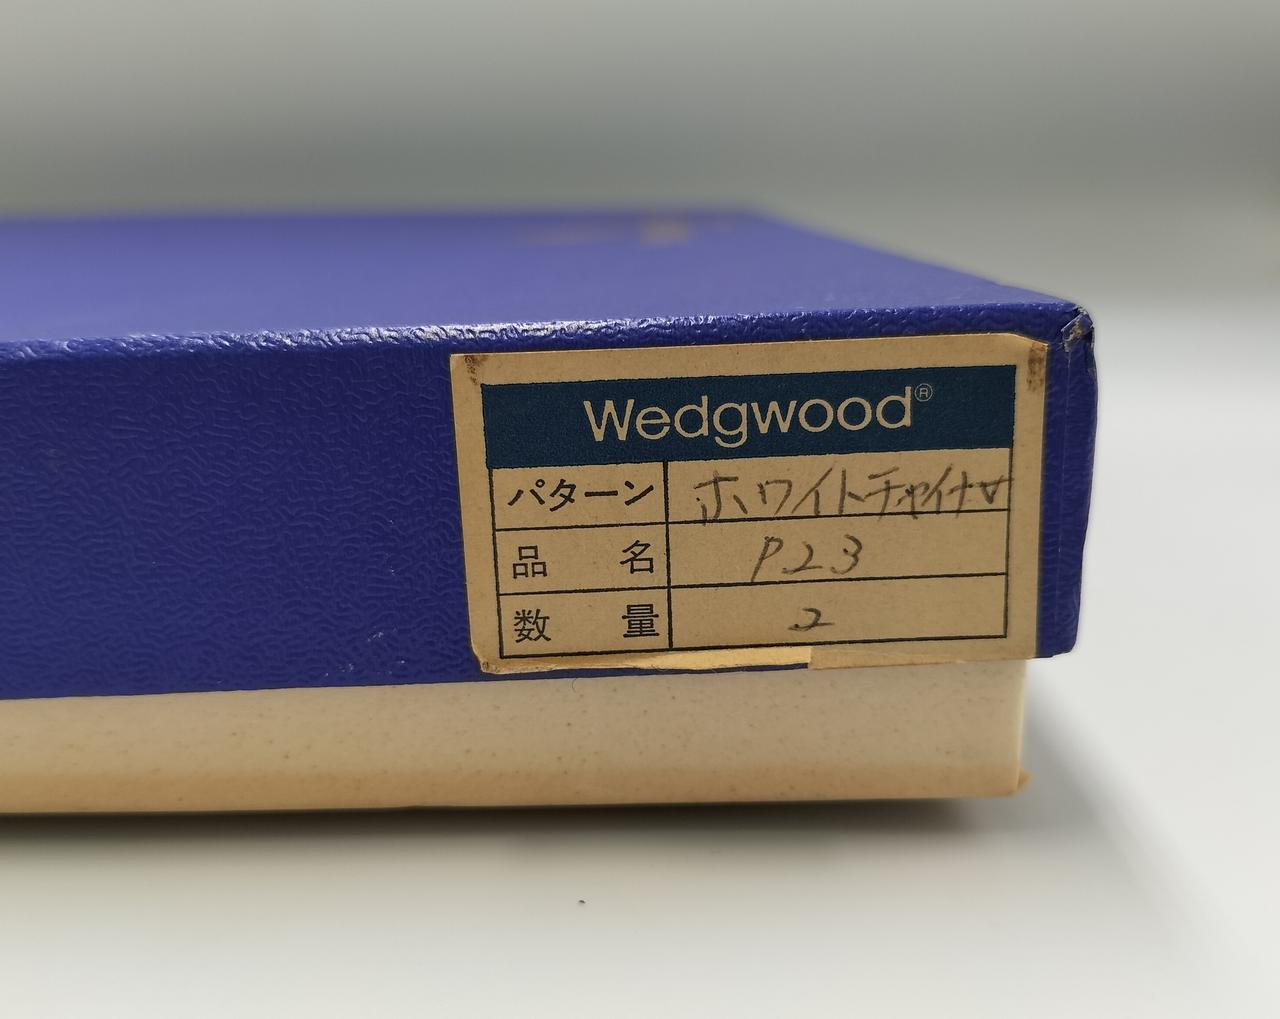 Wedgwood®
パターン ホワイトチャイナ
品名 P23
数量 2